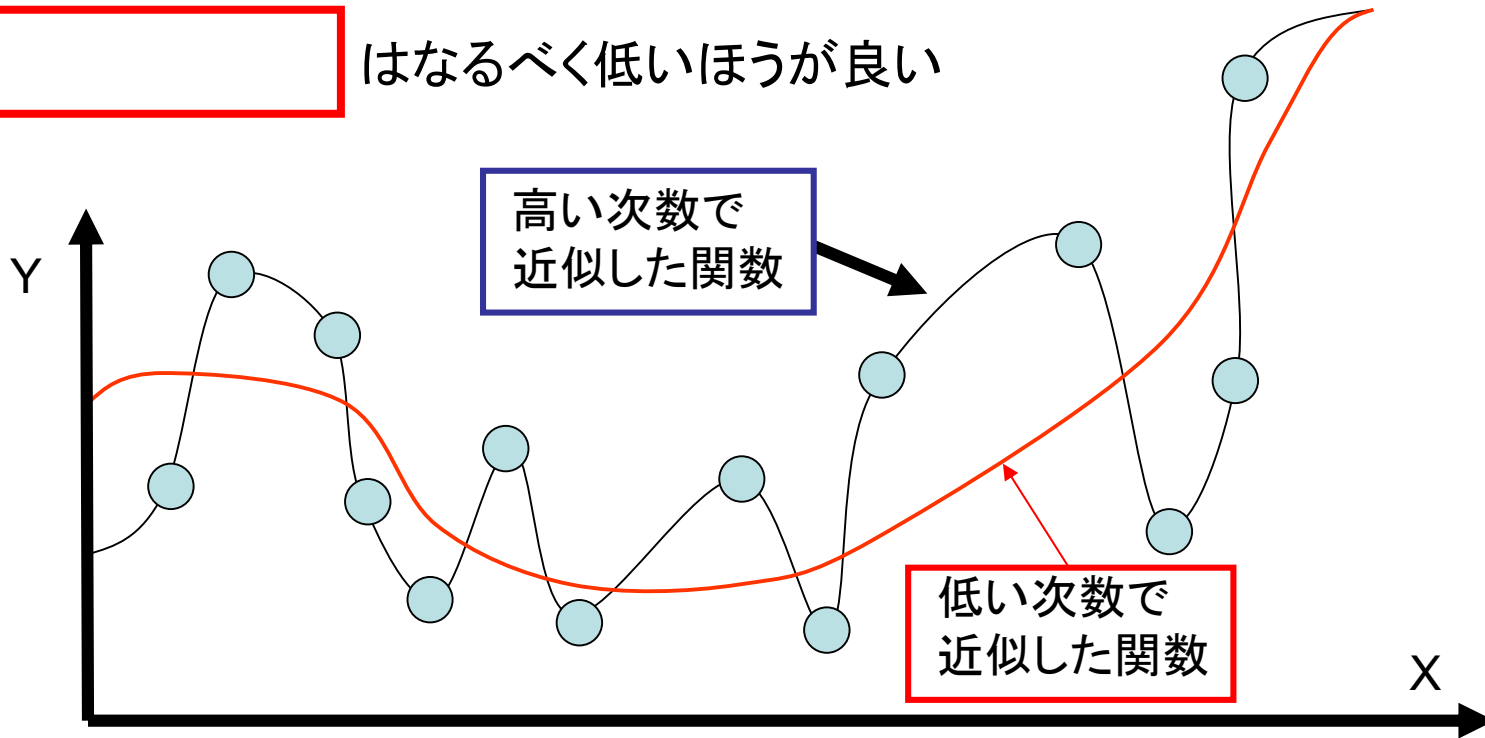 はなるべく低いほうが良い
高い次数で
近似した関数
Y
低い次数で
近似した関数
X